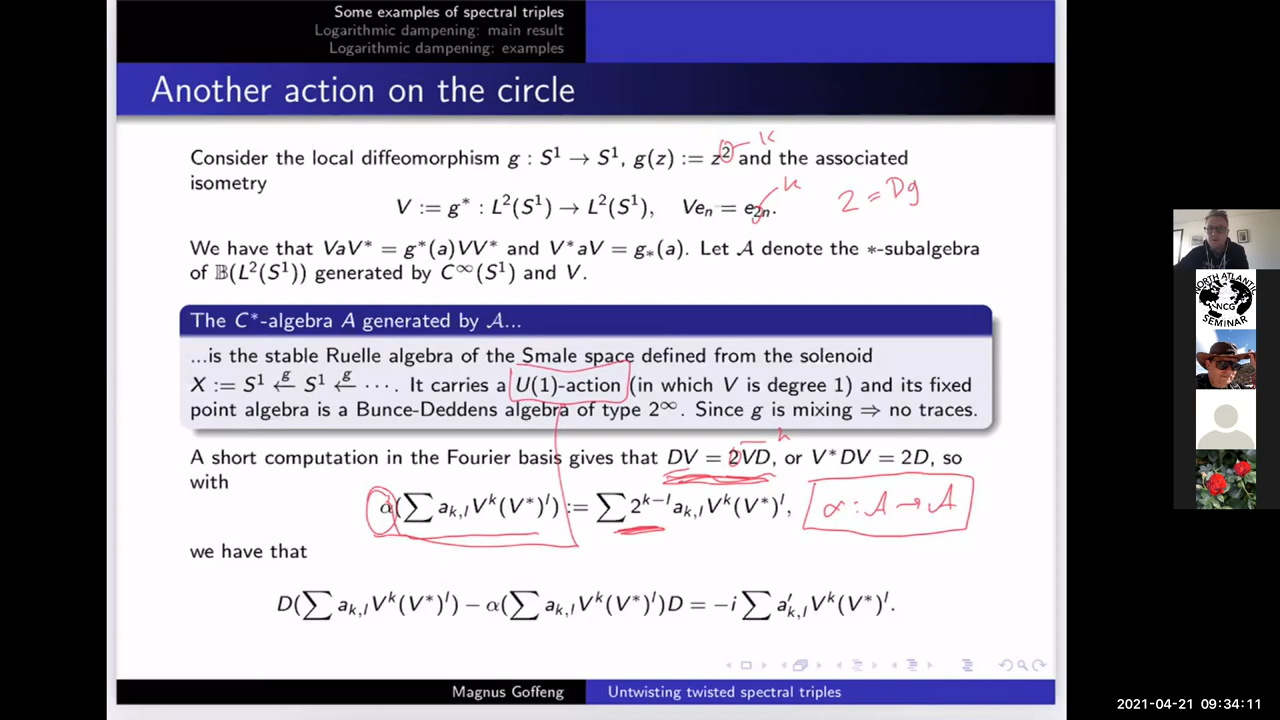 Some examples of spectral triples
Logarithmic dampening: main result
Logarithmic dampening: examples
Another action on the circle
Consider the local diffeomorphism g : S¹ → S¹, g(z) := z² and the associated
k
isometry
V := g* : L²(S¹) → L²(S¹), Veₙ = e₂ₙ.
k
2 = Dg
We have that VaV* = g*(a)VV* and V*aV = g₊(a). Let 𝒜 denote the *-subalgebra
of 𝔹(L²(S¹)) generated by C^∞(S¹) and V.
The C*-algebra A generated by 𝒜...
...is the stable Ruelle algebra of the Smale space defined from the solenoid
X := S¹ ←g S¹ ←g ⋯. It carries a U(1)-action (in which V is degree 1) and its fixed
point algebra is a Bunce-Deddens algebra of type 2^∞. Since g is mixing ⇒ no traces.
A short computation in the Fourier basis gives that DV = 2VD, or V*DV = 2D, so
with
α(∑ a_{k,l}V^k(V*)^l) := ∑ 2^{k−l}a_{k,l}V^k(V*)^l,
α : 𝒜 → 𝒜
we have that
D(∑ a_{k,l}V^k(V*)^l) − α(∑ a_{k,l}V^k(V*)^l)D = −i ∑ a′_{k,l}V^k(V*)^l.
Magnus Goffeng
Untwisting twisted spectral triples
NORTH ATLANTIC
NCG
SEMINAR
2021-04-21 09:34:11